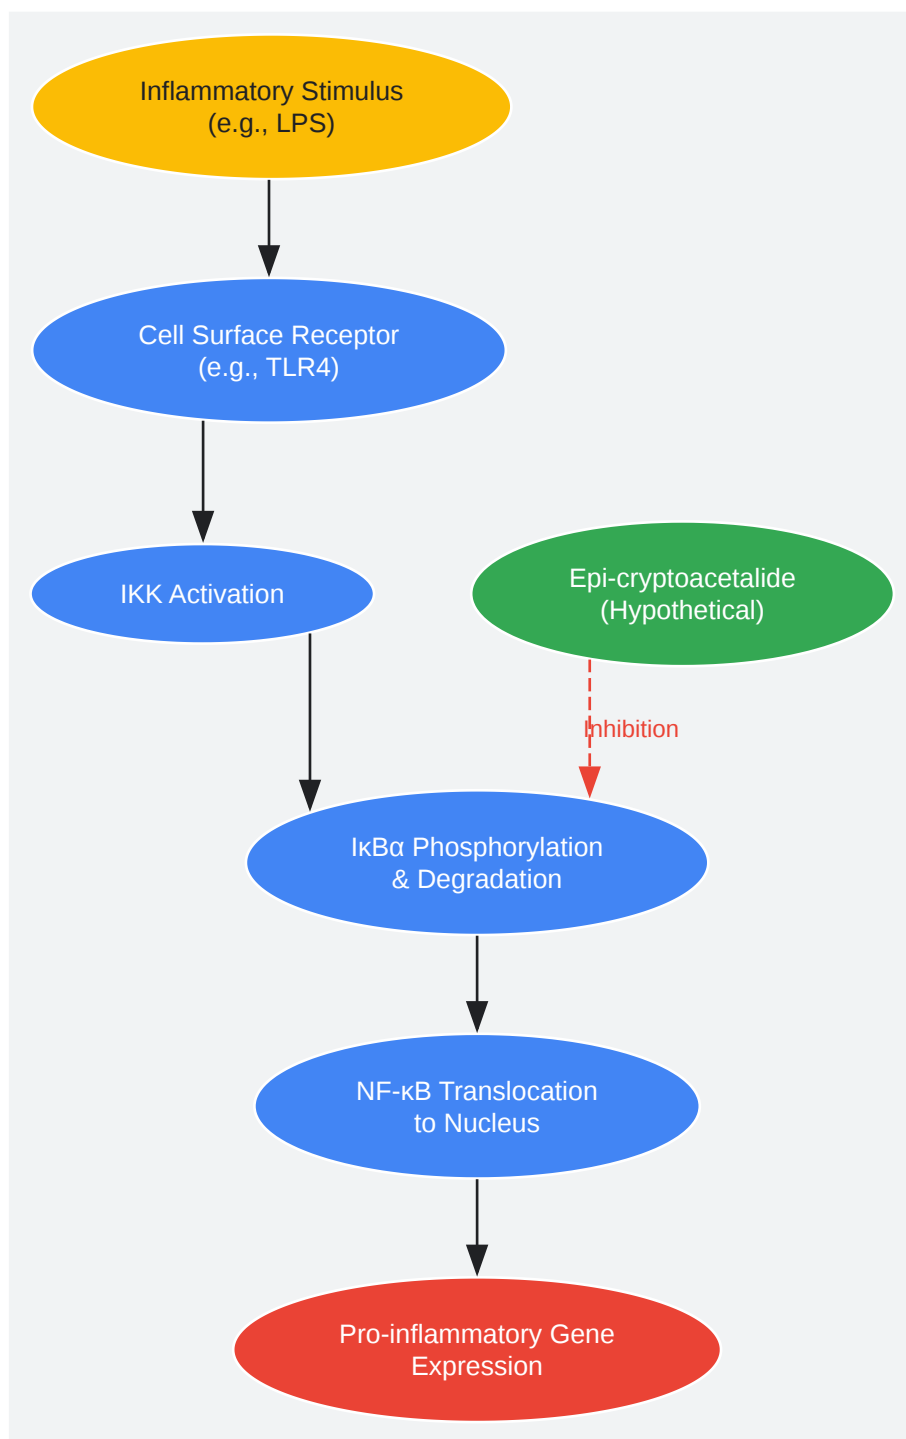 Inflammatory Stimulus
(e.g., LPS)
Cell Surface Receptor
(e.g., TLR4)
IKK Activation
Epi-cryptoacetalide
(Hypothetical)
Inhibition
IκBα Phosphorylation
& Degradation
NF-κB Translocation
to Nucleus
Pro-inflammatory Gene
Expression